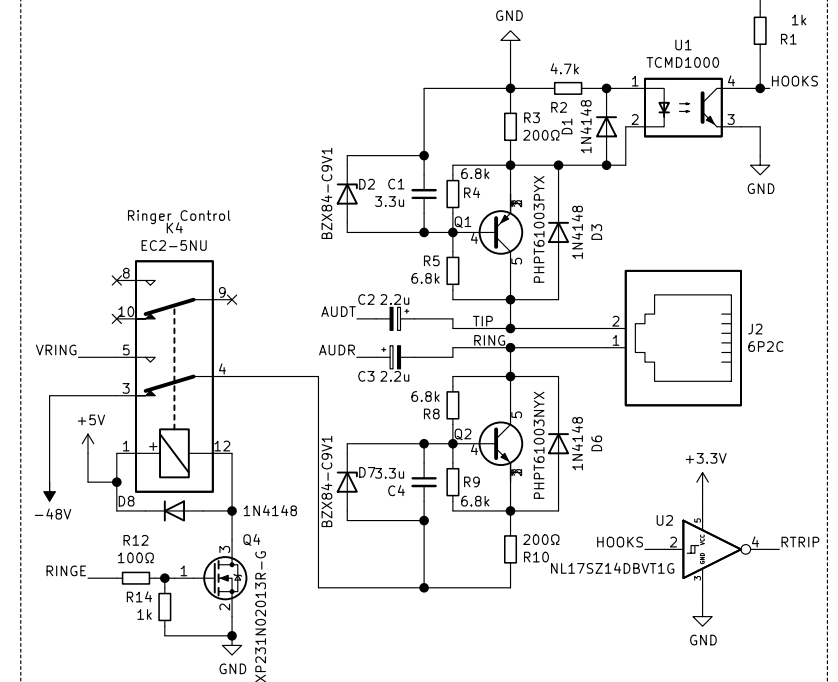 GND
1k
R1
U1
TCMD1000
4.7k
R2
1
4
HOOKS
2
3
GND
R3
200Ω
D1
1N4148
BZX84-C9V1
D2
C1
3.3u
6.8k
R4
Q1
4
5
PHPT61003PYX
1N4148
D3
R5
6.8k
Ringer Control
K4
EC2-5NU
8
9
10
VRING
5
4
3
+
1
12
+5V
-48V
D8
1N4148
AUDT
C2 2.2u
+
TIP
2
AUDR
+
C3 2.2u
RING
1
J2
6P2C
6.8k
R8
Q2
4
5
PHPT61003NYX
1N4148
D6
BZX84-C9V1
D7
3.3u
C4
R9
6.8k
200Ω
R10
+3.3V
U2
5
VCC
HOOKS
2
4
RTRIP
GND
3
NL17SZ14DBVT1G
GND
R12
100Ω
RINGE
1
R14
1k
Q4
3
2
XP231N02013R-G
GND